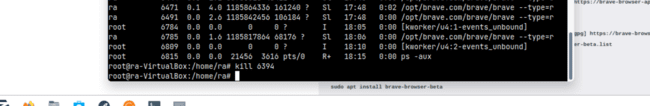 ra 6471 0.1 4.0 1185864336 161240 ? Sl 17:48 0:02 /opt/brave.com/brave/brave --type=r
ra 6491 0.0 2.6 1185842456 106184 ? Sl 17:48 0:00 /opt/brave.com/brave/brave --type=r
root 6784 0.0 0.0 0 0 ? I 18:05 0:00 [kworker/u4:1-events_unbound]
ra 6785 0.0 1.6 1185817864 68176 ? Sl 18:06 0:00 /opt/brave.com/brave/brave --type=r
root 6809 0.0 0.0 0 0 ? I 18:10 0:00 [kworker/u4:2-events_unbound]
root 6815 0.0 0.0 21456 3616 pts/0 R+ 18:15 0:00 ps -aux
root@ra-VirtualBox:/home/ra# kill 6394
root@ra-VirtualBox:/home/ra#
https://brave-browser-ap
gpg] https://brave-brows
er-beta.list
sudo apt install brave-browser-beta